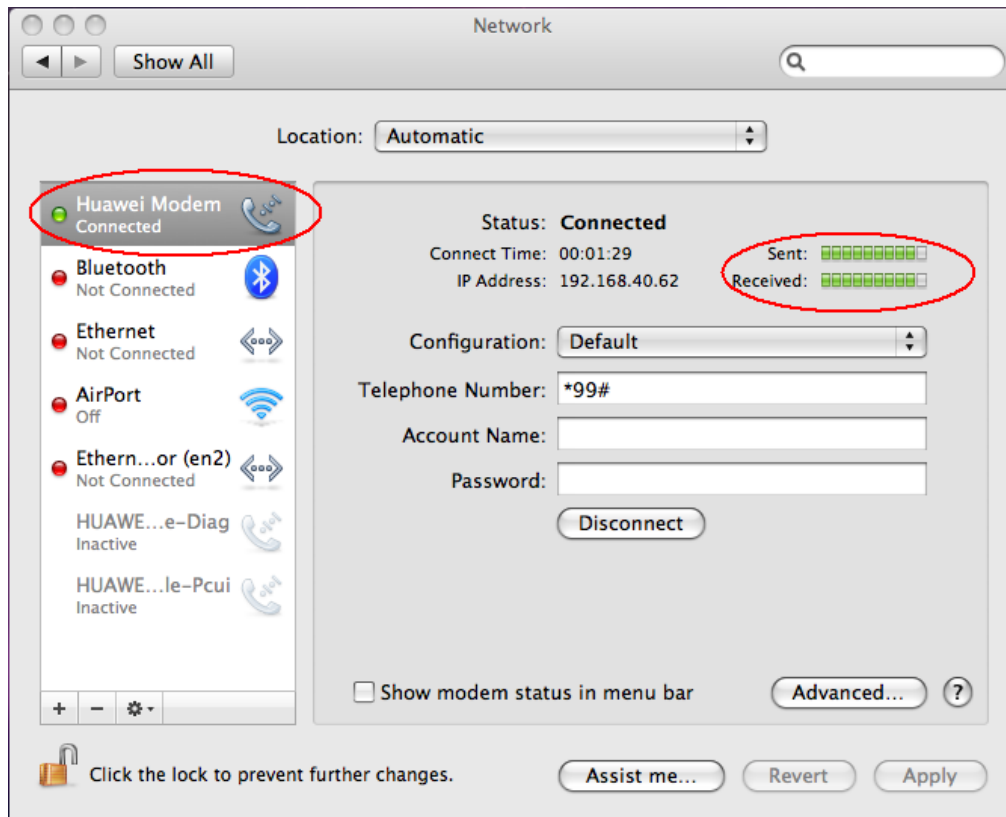 Network
Show All
Location: Automatic
Huawei Modem
Connected
Bluetooth
Not Connected
Ethernet
Not Connected
AirPort
Off
Ethern...or (en2)
Not Connected
HUAWE...e-Diag
Inactive
HUAWE...le-Pcui
Inactive
Status: Connected
Connect Time: 00:01:29 Sent:
IP Address: 192.168.40.62 Received:
Configuration: Default
Telephone Number: *99#
Account Name:
Password:
Disconnect
Show modem status in menu bar Advanced... ?
Click the lock to prevent further changes. Assist me... Revert Apply